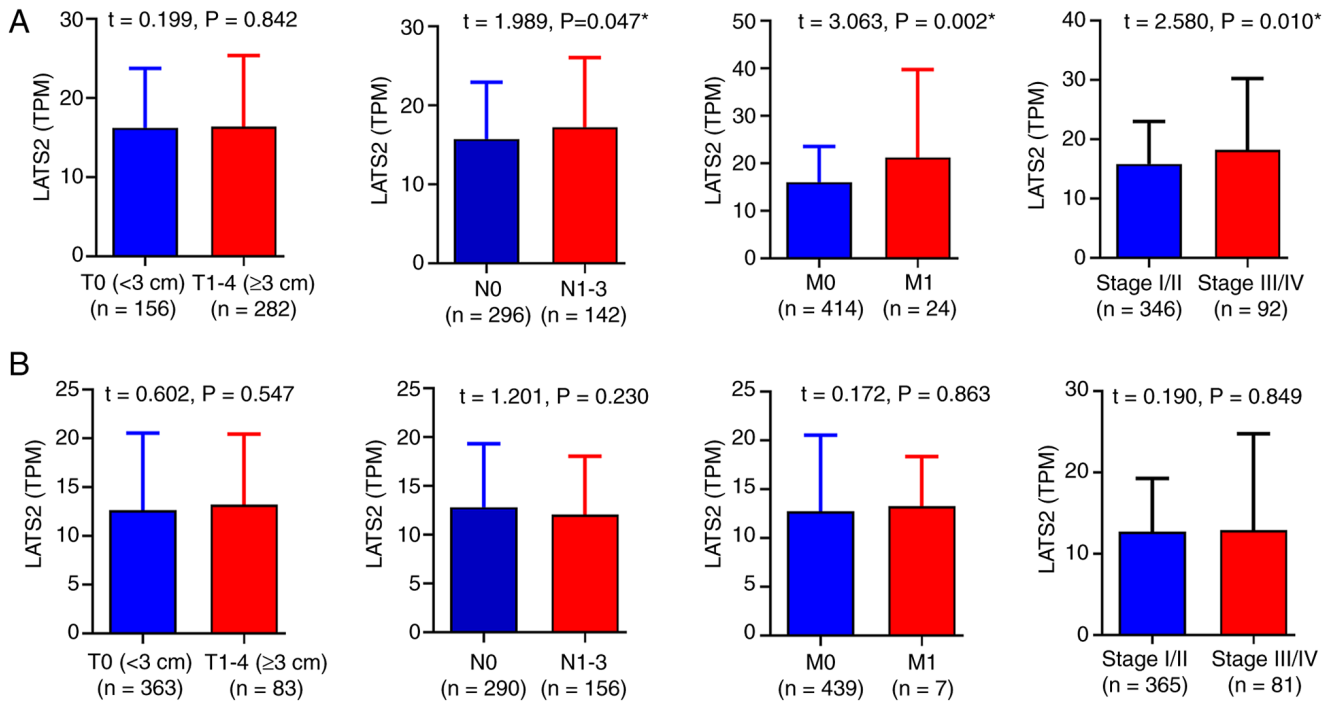 A
t = 0.199, P = 0.842
LATS2 (TPM)
30
20
10
0
T0 (<3 cm) T1-4 (≥3 cm)
(n = 156) (n = 282)
t = 1.989, P=0.047*
LATS2 (TPM)
30
20
10
0
N0 N1-3
(n = 296) (n = 142)
t = 3.063, P = 0.002*
LATS2 (TPM)
50
40
30
20
10
0
M0 M1
(n = 414) (n = 24)
t = 2.580, P = 0.010*
LATS2 (TPM)
40
30
20
10
0
Stage I/II Stage III/IV
(n = 346) (n = 92)
B
t = 0.602, P = 0.547
LATS2 (TPM)
25
20
15
10
5
0
T0 (<3 cm) T1-4 (≥3 cm)
(n = 363) (n = 83)
t = 1.201, P = 0.230
LATS2 (TPM)
25
20
15
10
5
0
N0 N1-3
(n = 290) (n = 156)
t = 0.172, P = 0.863
LATS2 (TPM)
25
20
15
10
5
0
M0 M1
(n = 439) (n = 7)
t = 0.190, P = 0.849
LATS2 (TPM)
30
20
10
0
Stage I/II Stage III/IV
(n = 365) (n = 81)